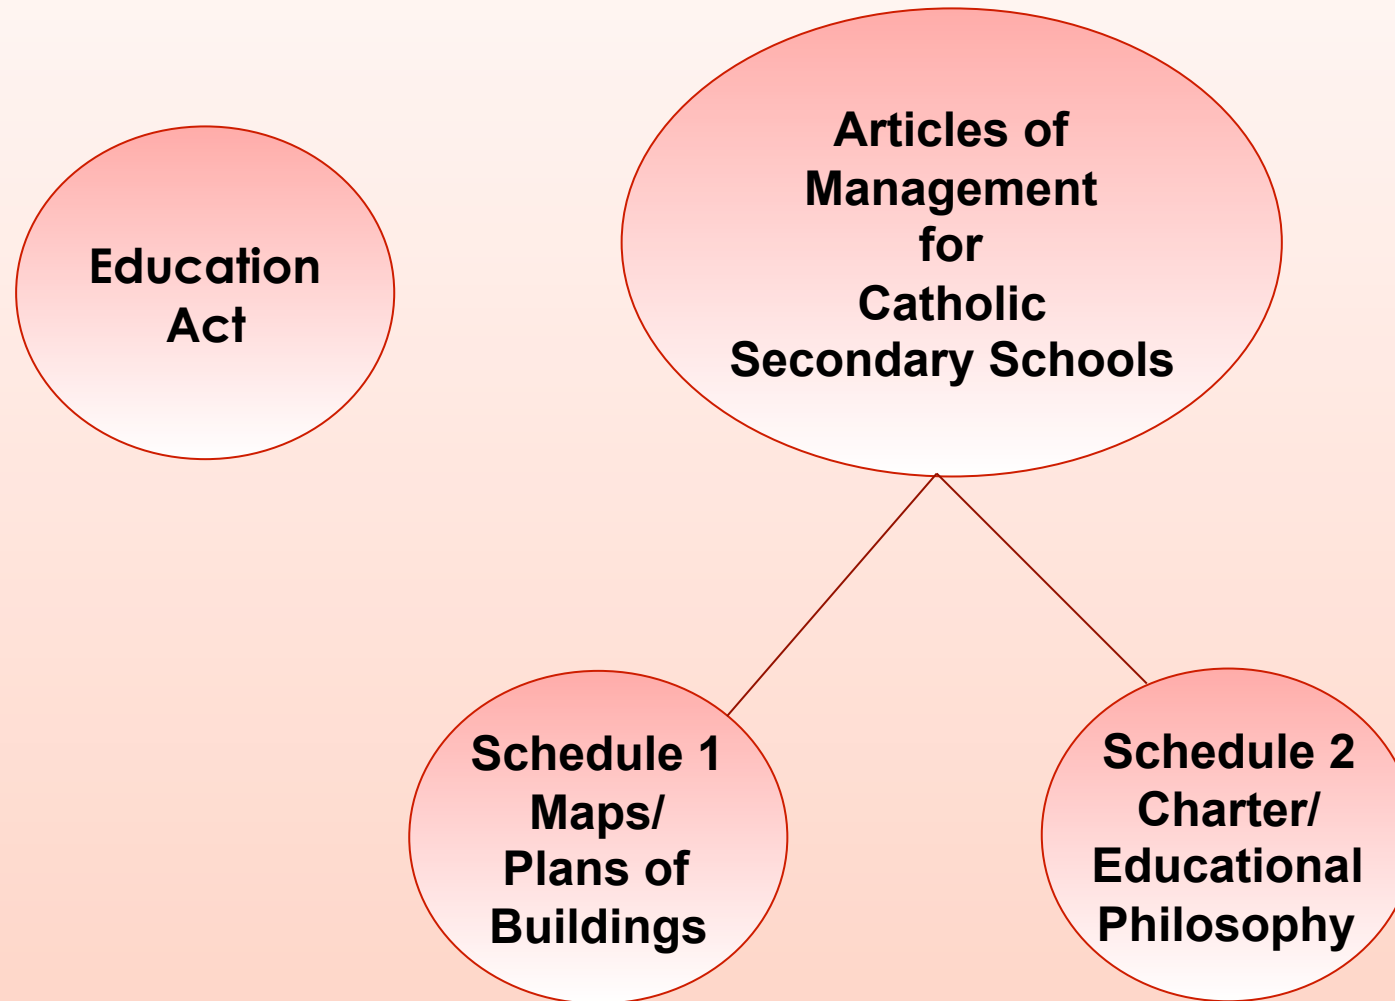 Education
Act
Articles of
Management
for
Catholic
Secondary Schools
Schedule 1
Maps/
Plans of
Buildings
Schedule 2
Charter/
Educational
Philosophy